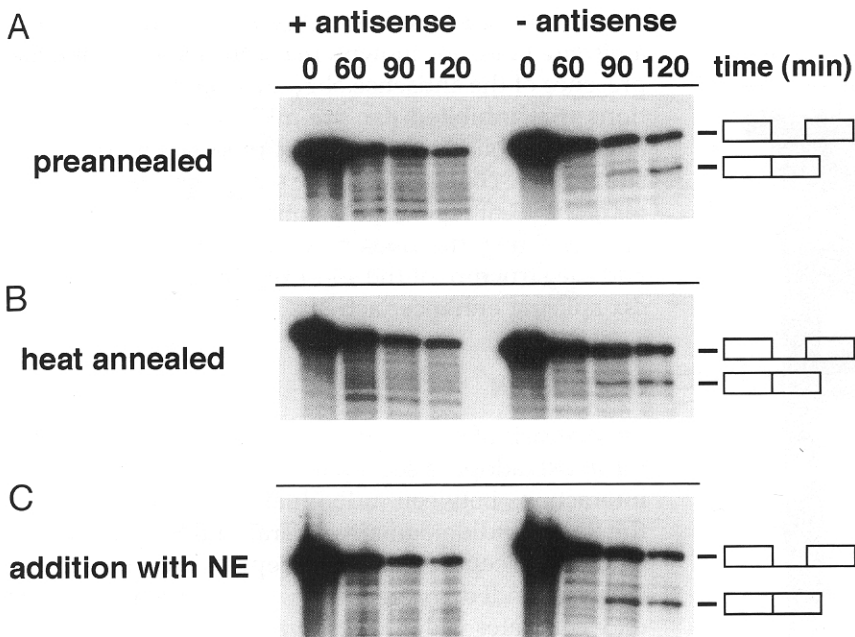 A
+ antisense - antisense
0 60 90 120 0 60 90 120 time (min)
preannealed
B
heat annealed
C
addition with NE